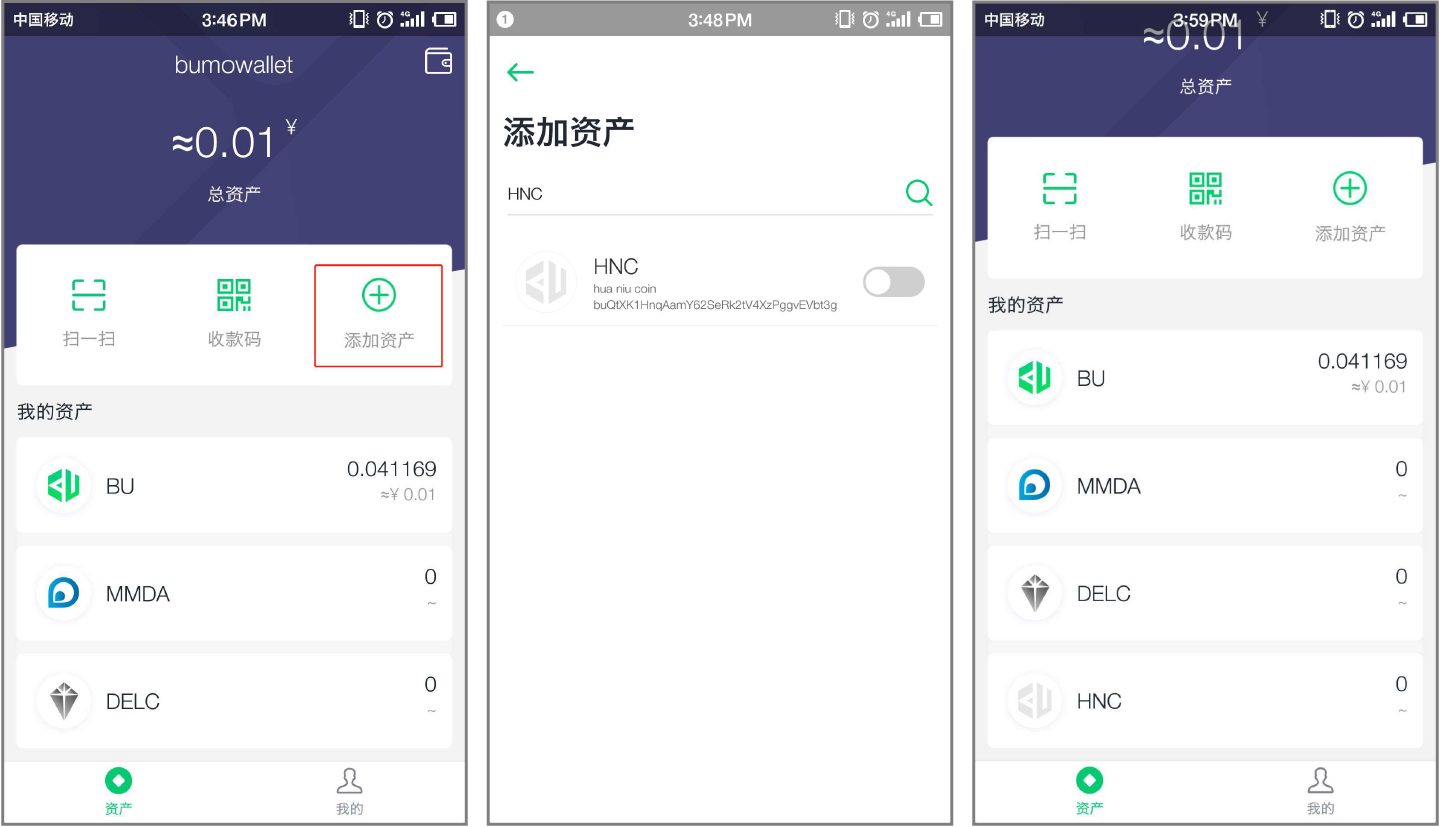 中国移动 3:46PM 4G
bumowallet
≈0.01 ¥
总资产
扫一扫 收款码 添加资产
我的资产
BU 0.041169
≈¥ 0.01
MMDA 0
~
DELC 0
~
资产 我的
1 3:48PM 4G
添加资产
HNC
HNC
hua niu coin
buQtXK1HnqAamY62SeRk2tV4XzPggvEVbt3g
中国移动 3:59PM 4G
≈0.01 ¥
总资产
扫一扫 收款码 添加资产
我的资产
BU 0.041169
≈¥ 0.01
MMDA 0
~
DELC 0
~
HNC 0
~
资产 我的